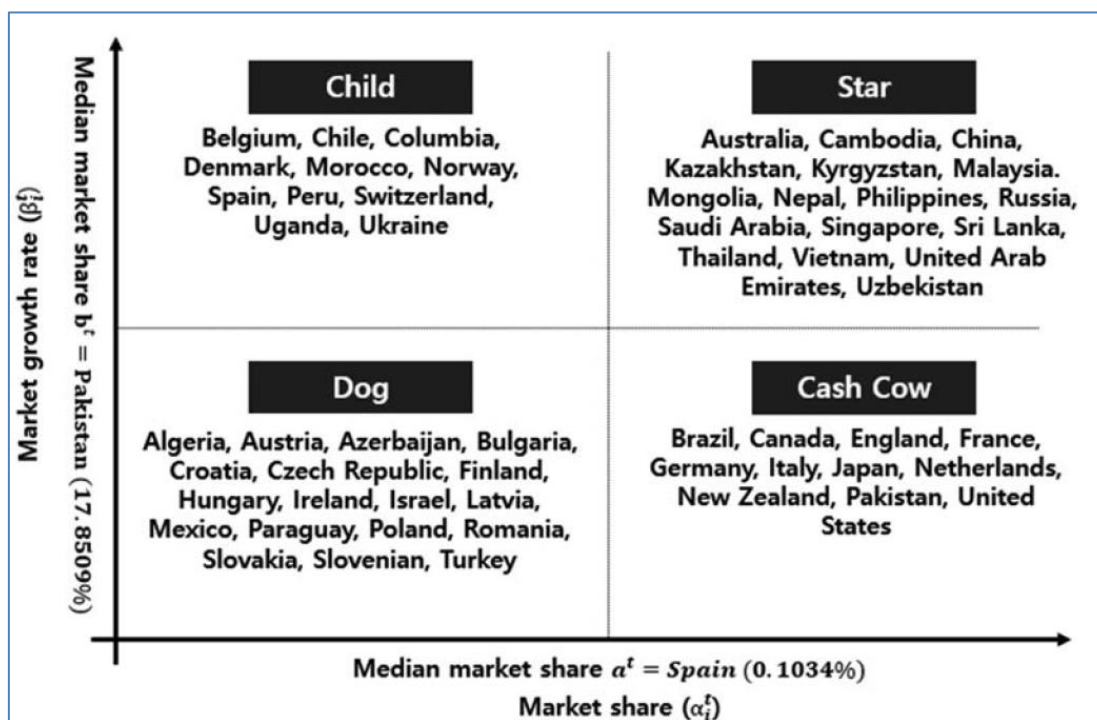 Child
Belgium, Chile, Columbia,
Denmark, Morocco, Norway,
Spain, Peru, Switzerland,
Uganda, Ukraine
Star
Australia, Cambodia, China,
Kazakhstan, Kyrgyzstan, Malaysia.
Mongolia, Nepal, Philippines, Russia,
Saudi Arabia, Singapore, Sri Lanka,
Thailand, Vietnam, United Arab
Emirates, Uzbekistan
Market growth rate (βᵢᵗ)
Median market share bᵗ = Pakistan (17.8509%)
Dog
Algeria, Austria, Azerbaijan, Bulgaria,
Croatia, Czech Republic, Finland,
Hungary, Ireland, Israel, Latvia,
Mexico, Paraguay, Poland, Romania,
Slovakia, Slovenian, Turkey
Cash Cow
Brazil, Canada, England, France,
Germany, Italy, Japan, Netherlands,
New Zealand, Pakistan, United
States
Median market share aᵗ = Spain (0.1034%)
Market share (αᵢᵗ)